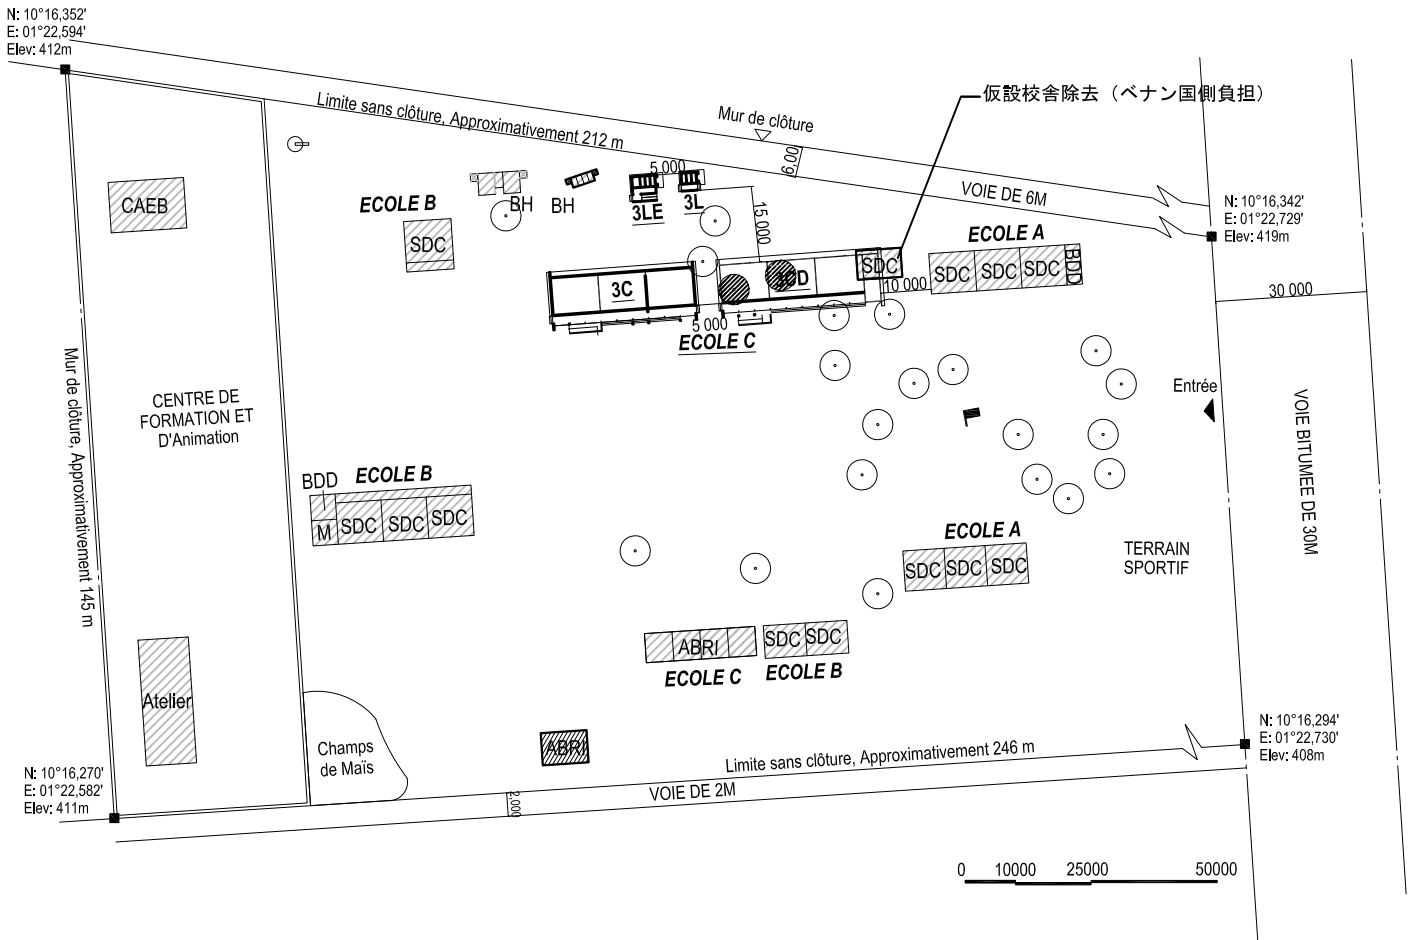 N: 10°16,352'
E: 01°22,594'
Elev: 412m
Limite sans clôture, Approximativement 212 m
Mur de clôture
6,00
仮設校舎除去（ベナン国側負担）
VOIE DE 6M
N: 10°16,342'
E: 01°22,729'
Elev: 419m
CAEB
ECOLE B
SDC
BH
BH
5 000
3LE
3L
15 000
ECOLE A
SDC
SDC
SDC
SDC
BDD
10 000
30 000
3C
3CD
5 000
ECOLE C
Mur de clôture, Approximativement 145 m
CENTRE DE
FORMATION ET
D'Animation
Entrée
VOIE BITUMEE DE 30M
BDD
ECOLE B
M
SDC
SDC
SDC
ECOLE A
SDC
SDC
SDC
TERRAIN
SPORTIF
ABRI
SDC
SDC
ECOLE C
ECOLE B
Atelier
Champs
de Maïs
ABRI
Limite sans clôture, Approximativement 246 m
N: 10°16,294'
E: 01°22,730'
Elev: 408m
N: 10°16,270'
E: 01°22,582'
Elev: 411m
VOIE DE 2M
2,000
0 10000 25000 50000